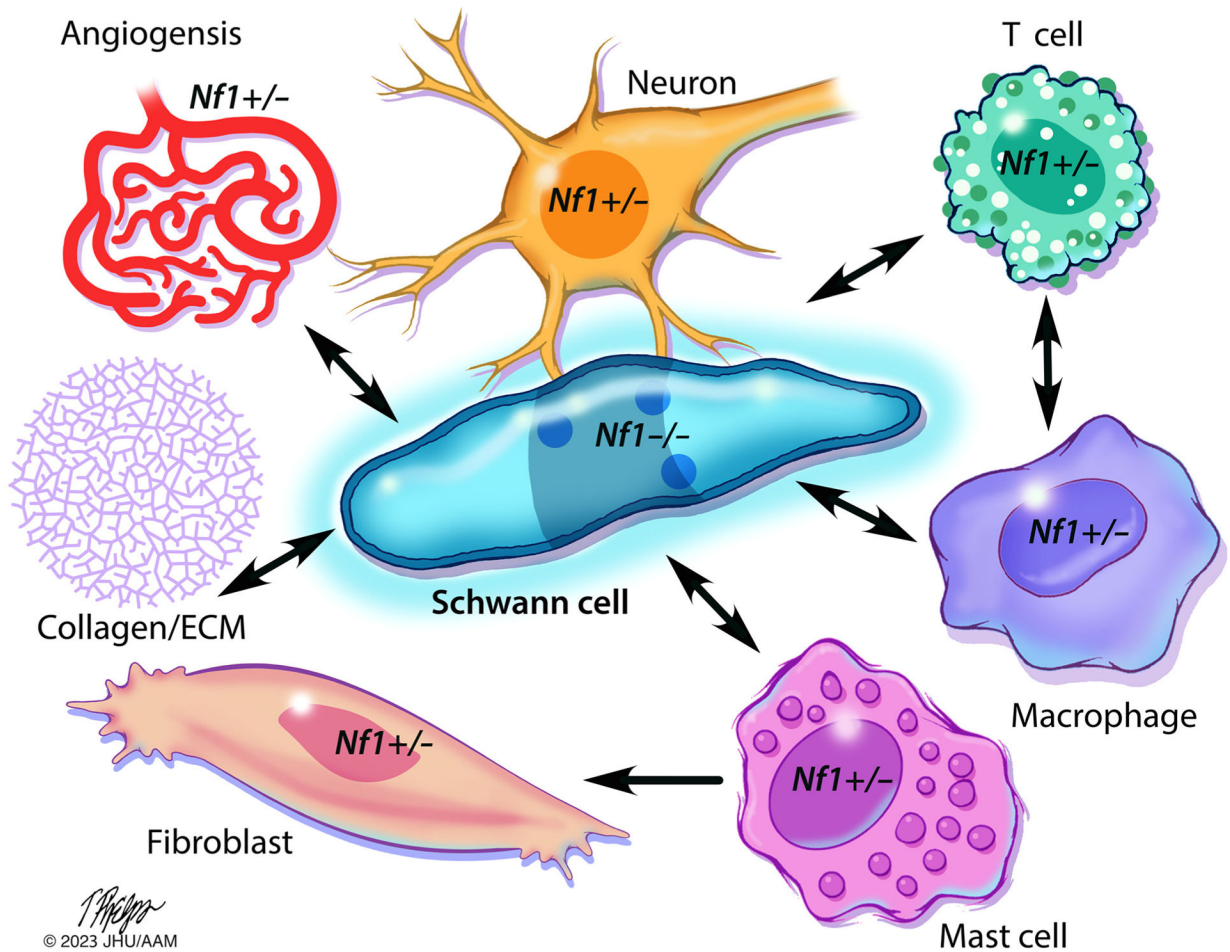 Angiogensis
Nf1+/–
Neuron
Nf1+/–
T cell
Nf1+/–
Nf1–/–
Schwann cell
Collagen/ECM
Nf1+/–
Macrophage
Nf1+/–
Fibroblast
Nf1+/–
Mast cell
© 2023 JHU/AAM